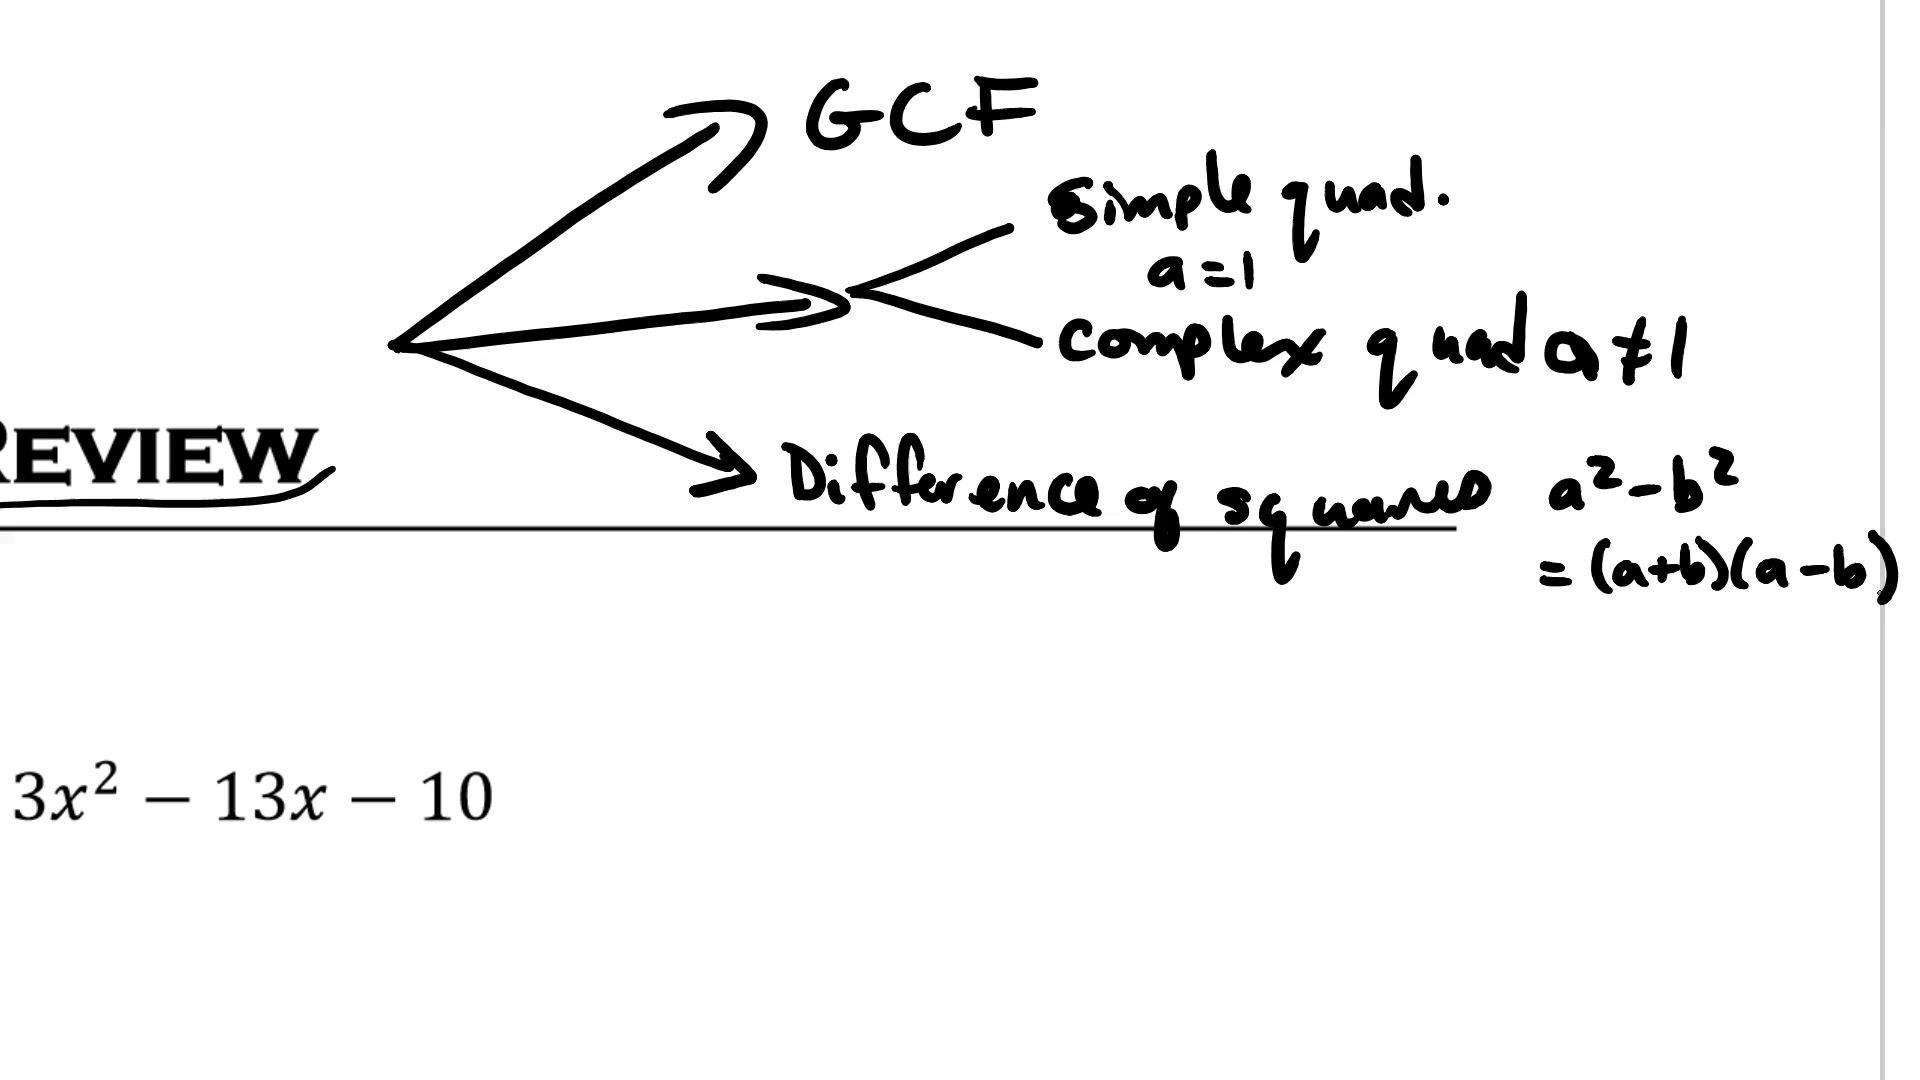 GCF
simple quad.
a = 1
complex quad a ≠ 1
REVIEW
Difference of squares a² - b²
= (a+b)(a-b)
3x² − 13x − 10